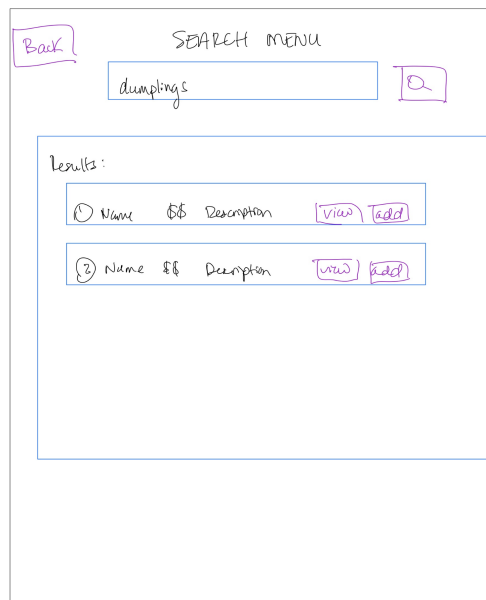 Back SEARCH MENU
dumplings
Results:
1 Name $$ Description view add
2 Name $$ Description view add